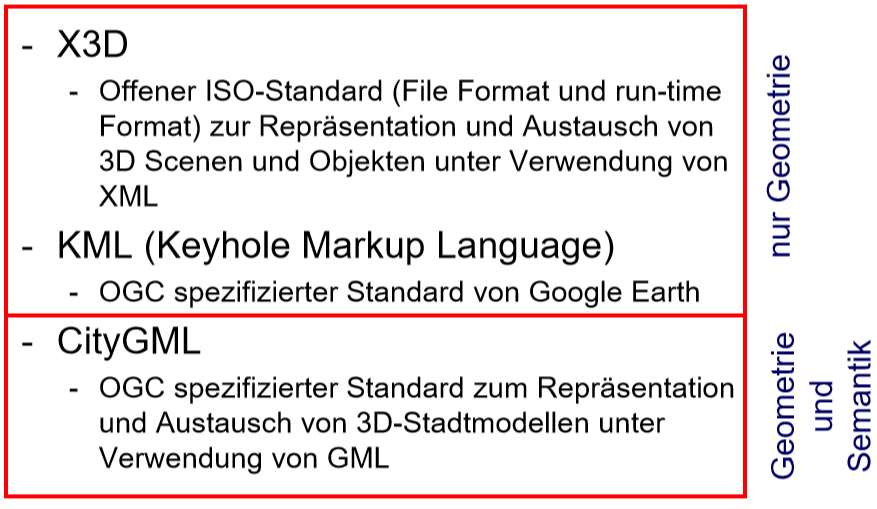 - X3D
- Offener ISO-Standard (File Format und run-time
Format) zur Repräsentation und Austausch von
3D Scenen und Objekten unter Verwendung von
XML
- KML (Keyhole Markup Language)
- OGC spezifizierter Standard von Google Earth
nur Geometrie
- CityGML
- OGC spezifizierter Standard zum Repräsentation
und Austausch von 3D-Stadtmodellen unter
Verwendung von GML
Geometrie
und
Semantik